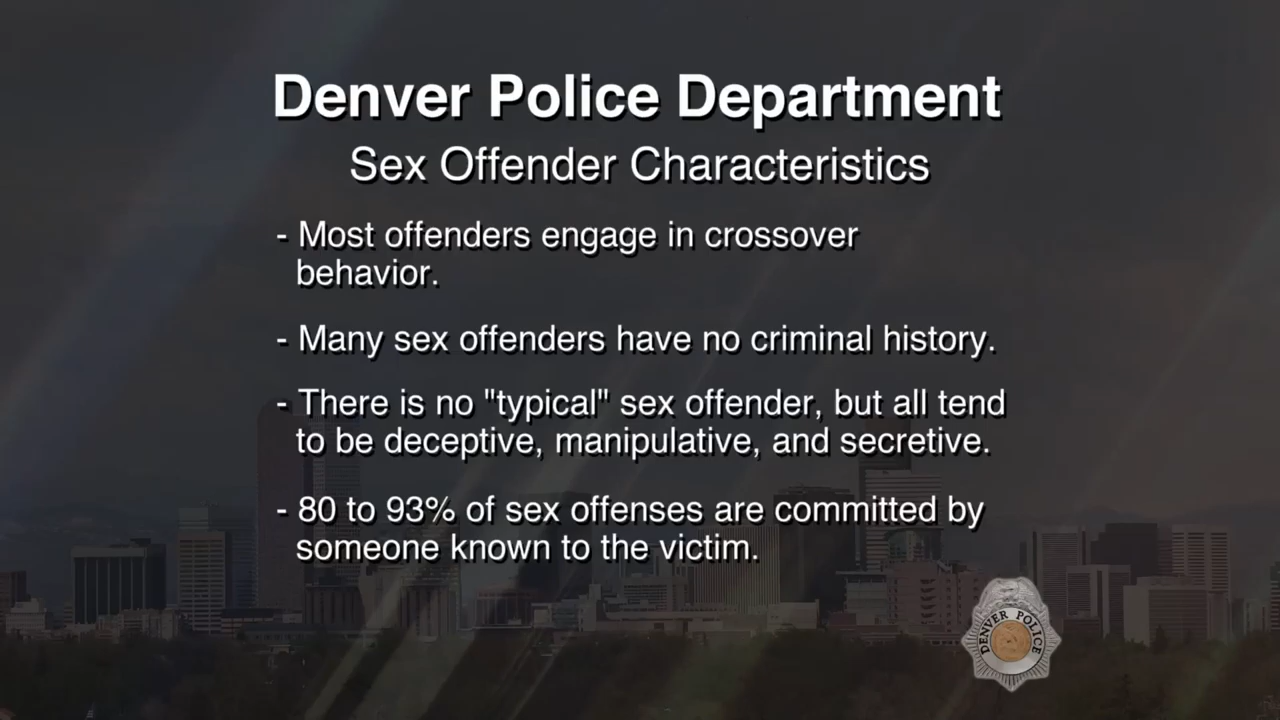 Denver Police Department
Sex Offender Characteristics
- Most offenders engage in crossover
behavior.
- Many sex offenders have no criminal history.
- There is no "typical" sex offender, but all tend
to be deceptive, manipulative, and secretive.
- 80 to 93% of sex offenses are committed by
someone known to the victim.
DENVER POLICE